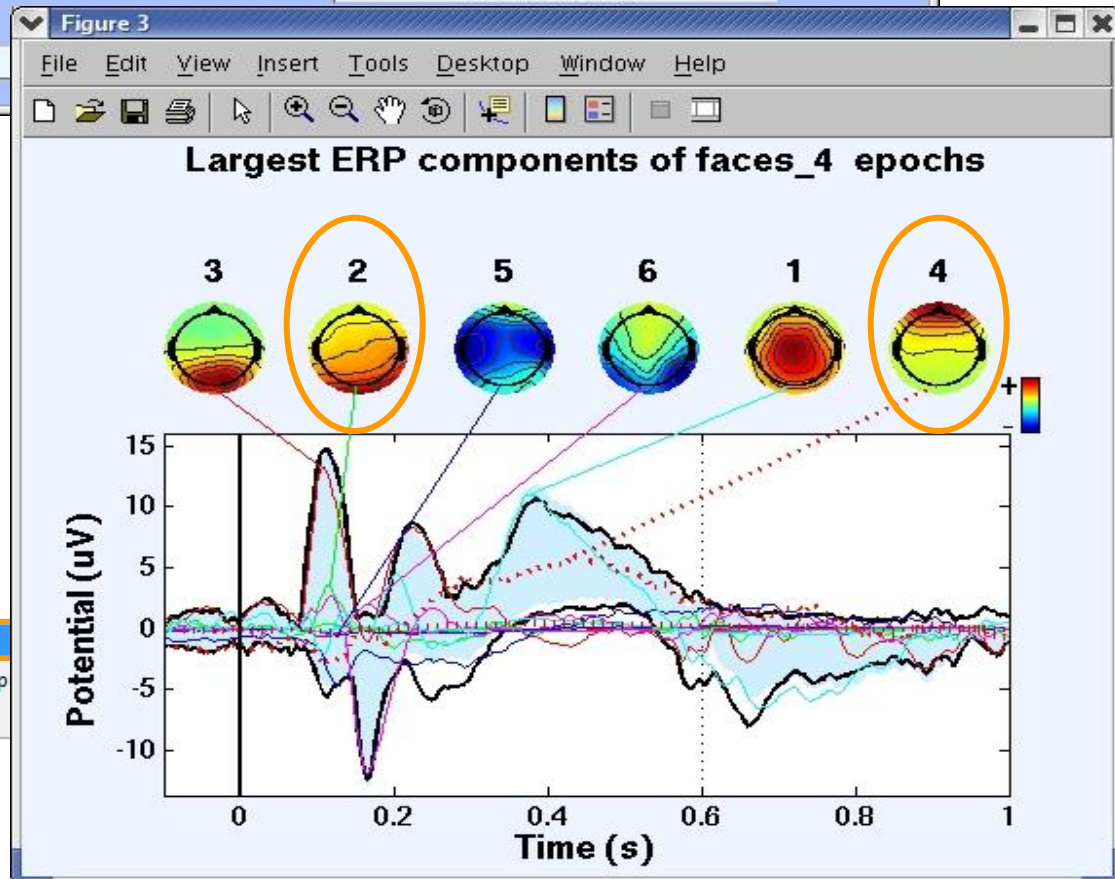 Figure 3
File Edit View Insert Tools Desktop Window Help
Largest ERP components of faces_4 epochs
3 2 5 6 1 4
+
-
15
10
5
0
-5
-10
Potential (uV)
0 0.2 0.4 0.6 0.8 1
Time (s)
p